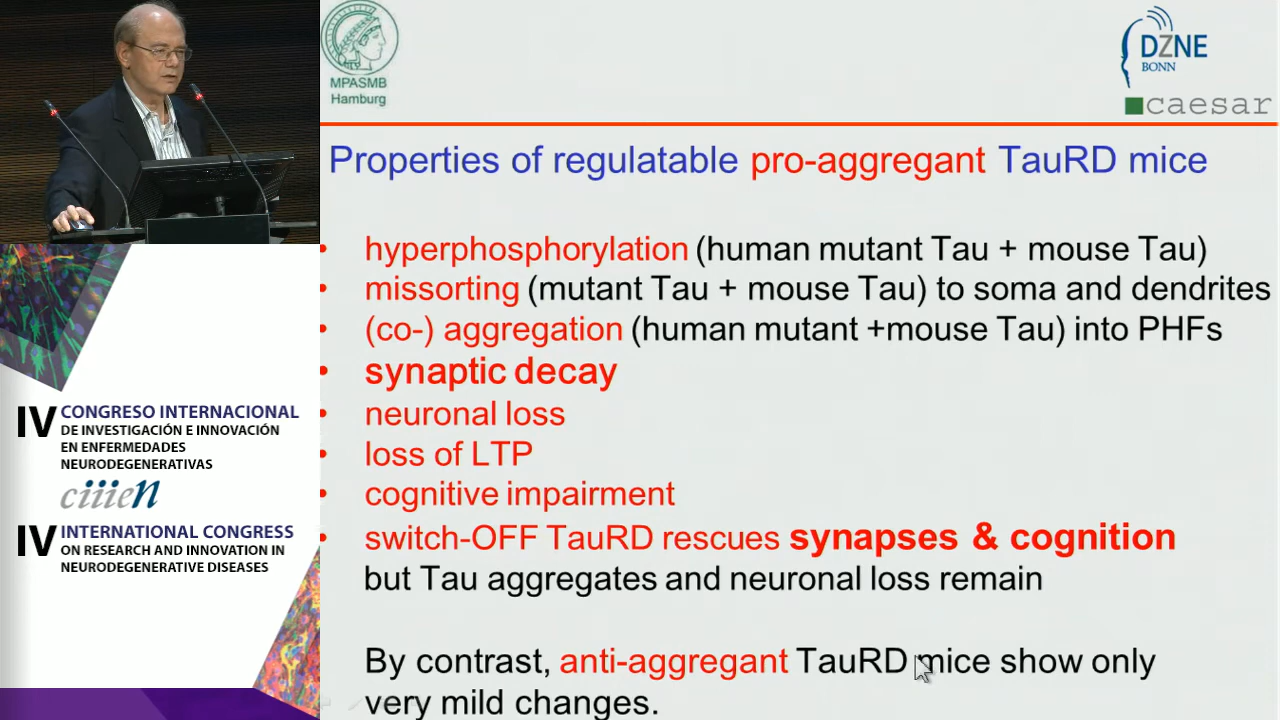 MPASMB
Hamburg
DZNE
BONN
caesar
Properties of regulatable pro-aggregant TauRD mice
• hyperphosphorylation (human mutant Tau + mouse Tau)
• missorting (mutant Tau + mouse Tau) to soma and dendrites
• (co-) aggregation (human mutant +mouse Tau) into PHFs
• synaptic decay
• neuronal loss
• loss of LTP
• cognitive impairment
• switch-OFF TauRD rescues synapses & cognition
but Tau aggregates and neuronal loss remain
By contrast, anti-aggregant TauRD mice show only
very mild changes.
IV CONGRESO INTERNACIONAL
DE INVESTIGACIÓN E INNOVACIÓN
EN ENFERMEDADES
NEURODEGENERATIVAS
ciiien
IV INTERNATIONAL CONGRESS
ON RESEARCH AND INNOVATION IN
NEURODEGENERATIVE DISEASES